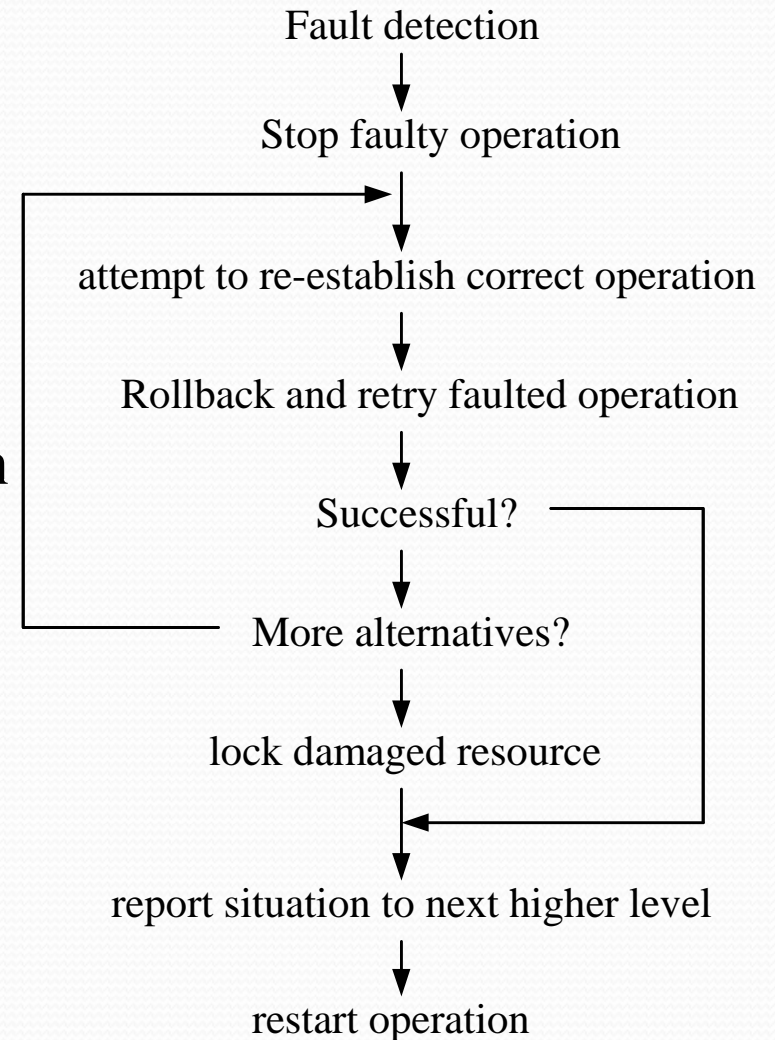 Fault detection
Stop faulty operation
attempt to re-establish correct operation
Rollback and retry faulted operation
Successful?
More alternatives?
lock damaged resource
report situation to next higher level
restart operation